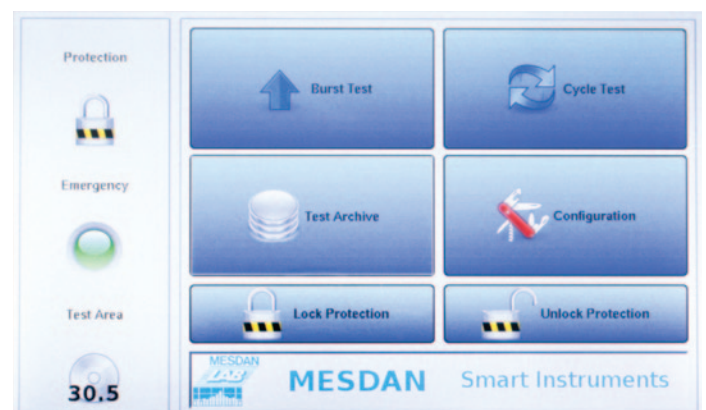 Protection
Emergency
Test Area
30.5
Burst Test
Cycle Test
Test Archive
Configuration
Lock Protection
Unlock Protection
MESDAN
LAB
MESDAN Smart Instruments